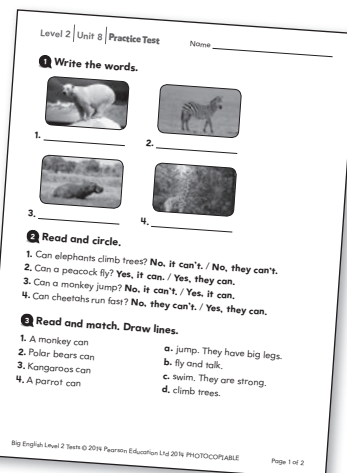 Level 2 | Unit 8 | Practice Test Name
1 Write the words.
1. 2.
3. 4.
2 Read and circle.
1. Can elephants climb trees? No, it can't. / No, they can't.
2. Can a peacock fly? Yes, it can. / Yes, they can.
3. Can a monkey jump? No, it can't. / Yes, it can.
4. Can cheetahs run fast? No, they can't. / Yes, they can.
3 Read and match. Draw lines.
1. A monkey can
2. Polar bears can
3. Kangaroos can
4. A parrot can
a. jump. They have big legs.
b. fly and talk.
c. swim. They are strong.
d. climb trees.
Big English Level 2 Tests © 2014 Pearson Education Ltd 2014 PHOTOCOPIABLE Page 1 of 2